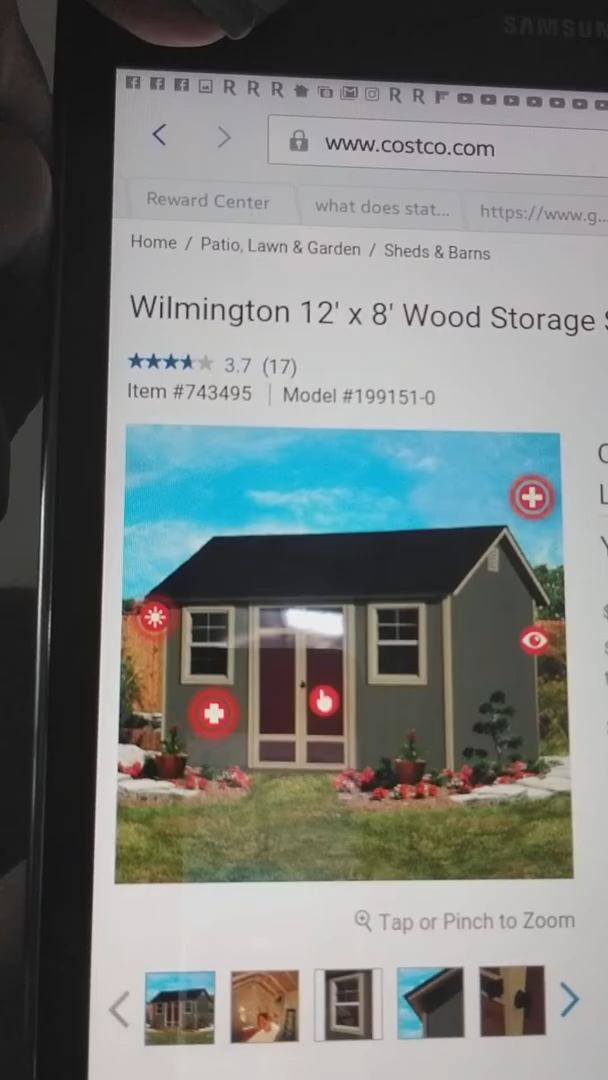 SAMSU
R R R R R F
www.costco.com
Reward Center what does stat... https://www.g...
Home / Patio, Lawn & Garden / Sheds & Barns
Wilmington 12' x 8' Wood Storage
3.7 (17)
Item #743495 | Model #199151-0
Tap or Pinch to Zoom